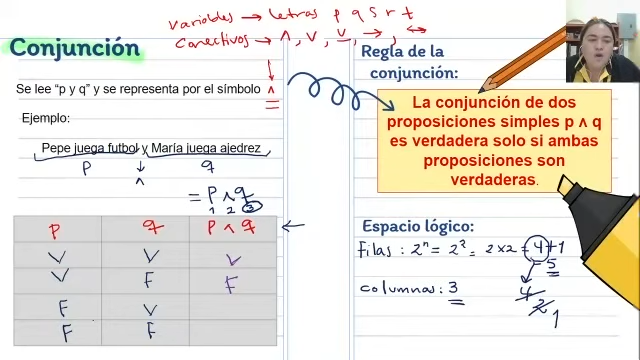 variables → letras p q s r t
Conectivos → ∧, ∨, ⊻, →, ↔
Conjunción
Se lee “p y q” y se representa por el símbolo ∧
Ejemplo:
Pepe juega futbol y María juega ajedrez
p ↓ q
∧
= p ∧ q
1 2 3
p q p ∧ q ←
V V V
V F F
F V
F F
Regla de la
conjunción:
La conjunción de dos
proposiciones simples p ∧ q
es verdadera solo si ambas
proposiciones son
verdaderas.
Espacio lógico:
Filas : 2ⁿ = 2² = 2x2 = 4+1
= 5
columnas: 3
4
2
1